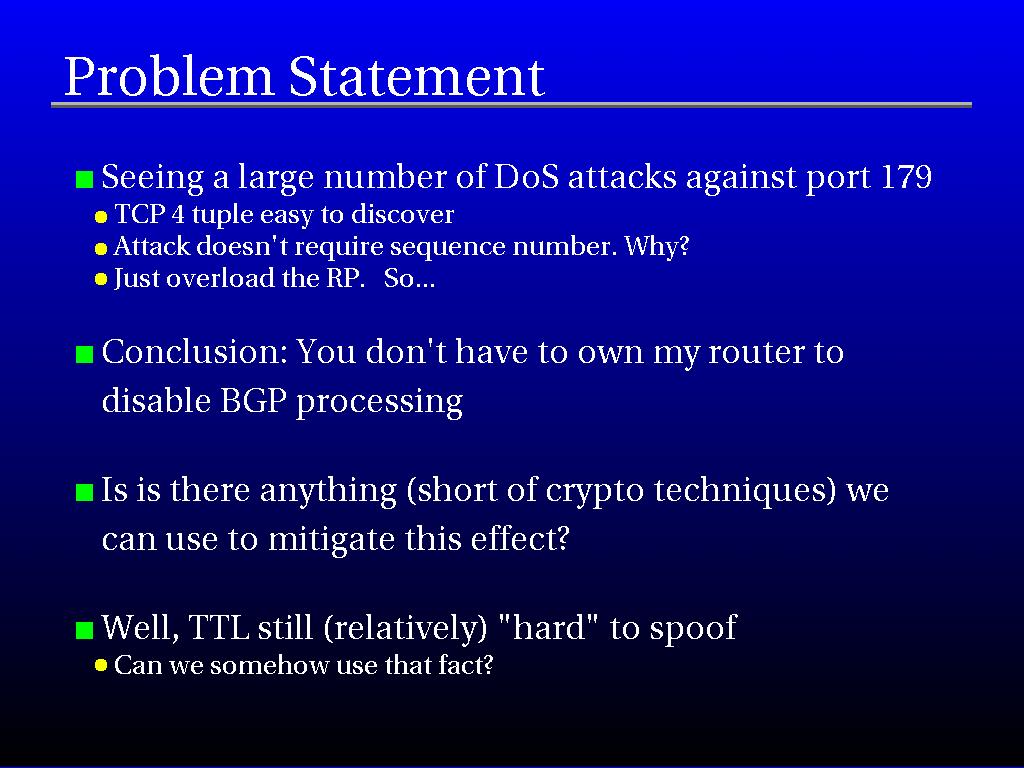 Problem Statement
Seeing a large number of DoS attacks against port 179
TCP 4 tuple easy to discover
Attack doesn't require sequence number. Why?
Just overload the RP.   So...
Conclusion: You don't have to own my router to
disable BGP processing
Is is there anything (short of crypto techniques) we
can use to mitigate this effect?
Well, TTL still (relatively) "hard" to spoof
Can we somehow use that fact?